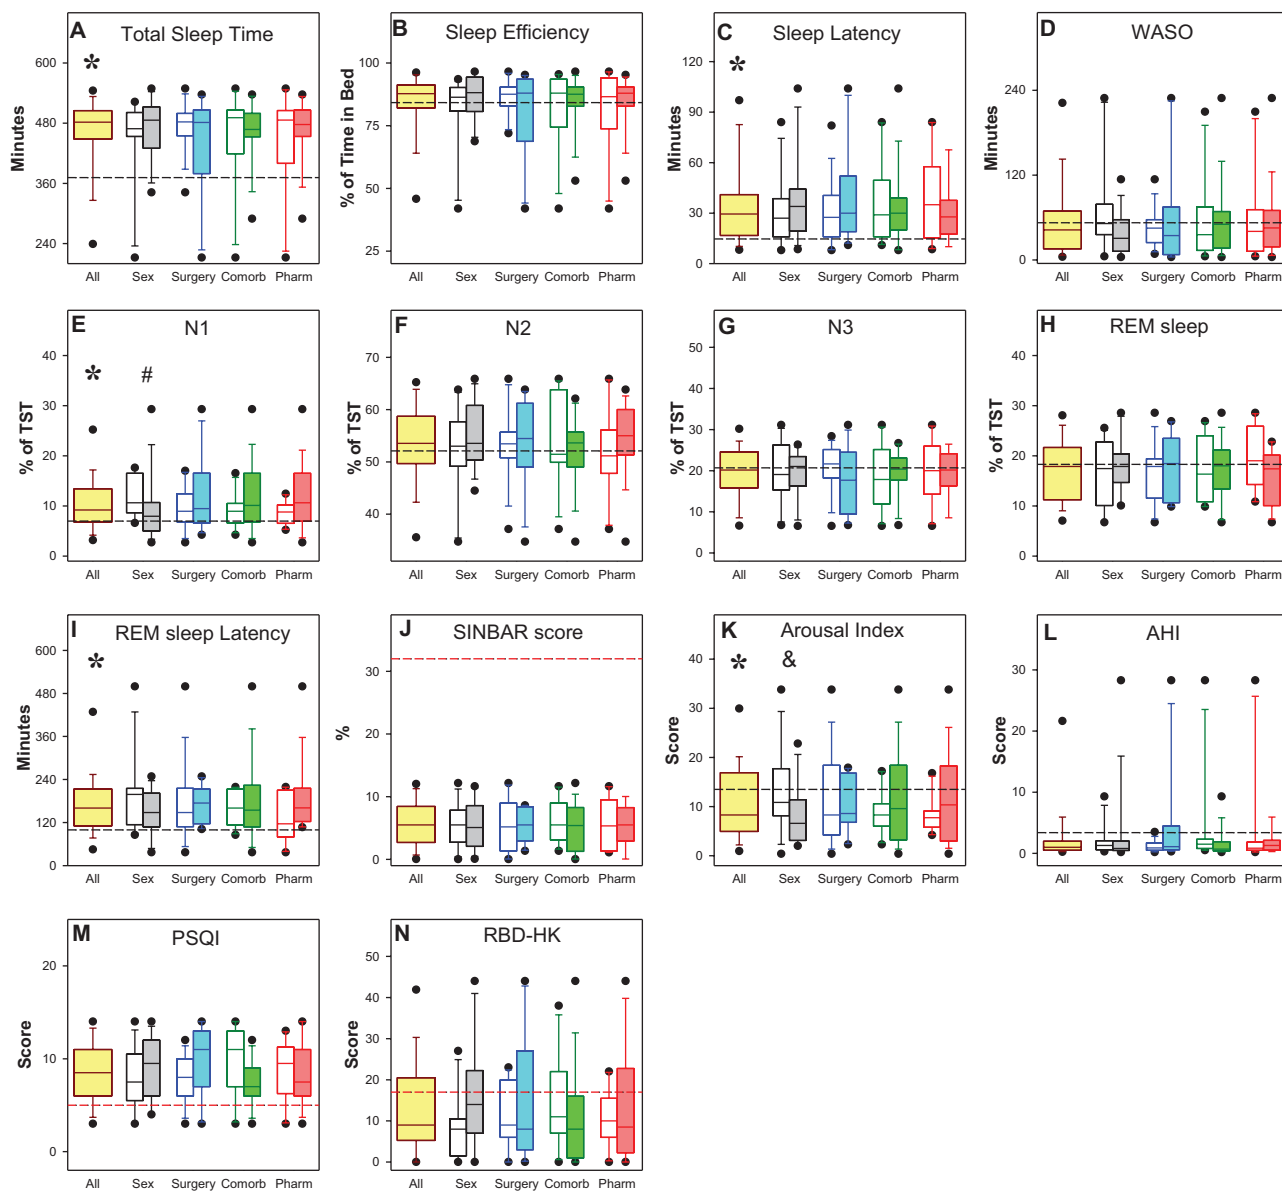 A Total Sleep Time
*
Minutes
600
480
360
240
All Sex Surgery Comorb Pharm
B Sleep Efficiency
% of Time in Bed
100
75
50
25
All Sex Surgery Comorb Pharm
C Sleep Latency
*
Minutes
120
90
60
30
0
All Sex Surgery Comorb Pharm
D WASO
Minutes
240
120
0
All Sex Surgery Comorb Pharm
E N1
* #
% of TST
40
30
20
10
0
All Sex Surgery Comorb Pharm
F N2
% of TST
70
60
50
40
All Sex Surgery Comorb Pharm
G N3
% of TST
50
40
30
20
10
0
All Sex Surgery Comorb Pharm
H REM sleep
% of TST
40
30
20
10
0
All Sex Surgery Comorb Pharm
I REM sleep Latency
*
Minutes
600
480
360
240
120
0
All Sex Surgery Comorb Pharm
J SINBAR score
%
30
20
10
0
All Sex Surgery Comorb Pharm
K Arousal Index
* &
Score
40
30
20
10
0
All Sex Surgery Comorb Pharm
L AHI
Score
30
20
10
0
All Sex Surgery Comorb Pharm
M PSQI
Score
20
10
0
All Sex Surgery Comorb Pharm
N RBD-HK
Score
50
40
30
20
10
0
All Sex Surgery Comorb Pharm